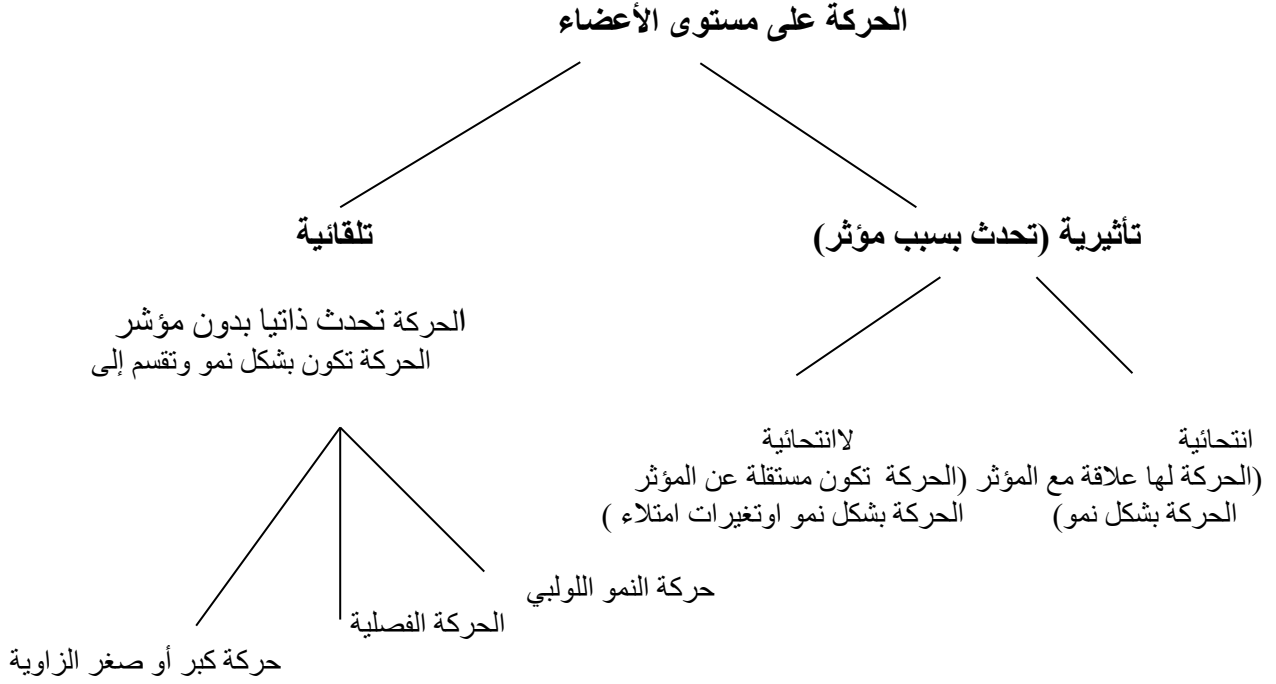 الحركة على مستوى الأعضاء
تأثيرية (تحدث بسبب مؤثر)
تلقائية
الحركة تحدث ذاتيا بدون مؤشر
الحركة تكون بشكل نمو وتقسم إلى
انتحائية
(الحركة لها علاقة مع المؤثر
الحركة بشكل نمو)
لاانتحائية
(الحركة تكون مستقلة عن المؤثر
الحركة بشكل نمو اوتغيرات امتلاء )
حركة النمو اللولبي
الحركة الفصلية
حركة كبر أو صغر الزاوية